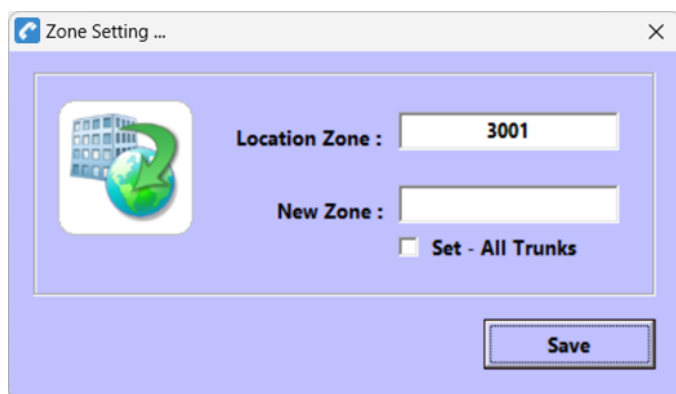 Zone Setting ...
Location Zone : 3001
New Zone :
Set - All Trunks
Save